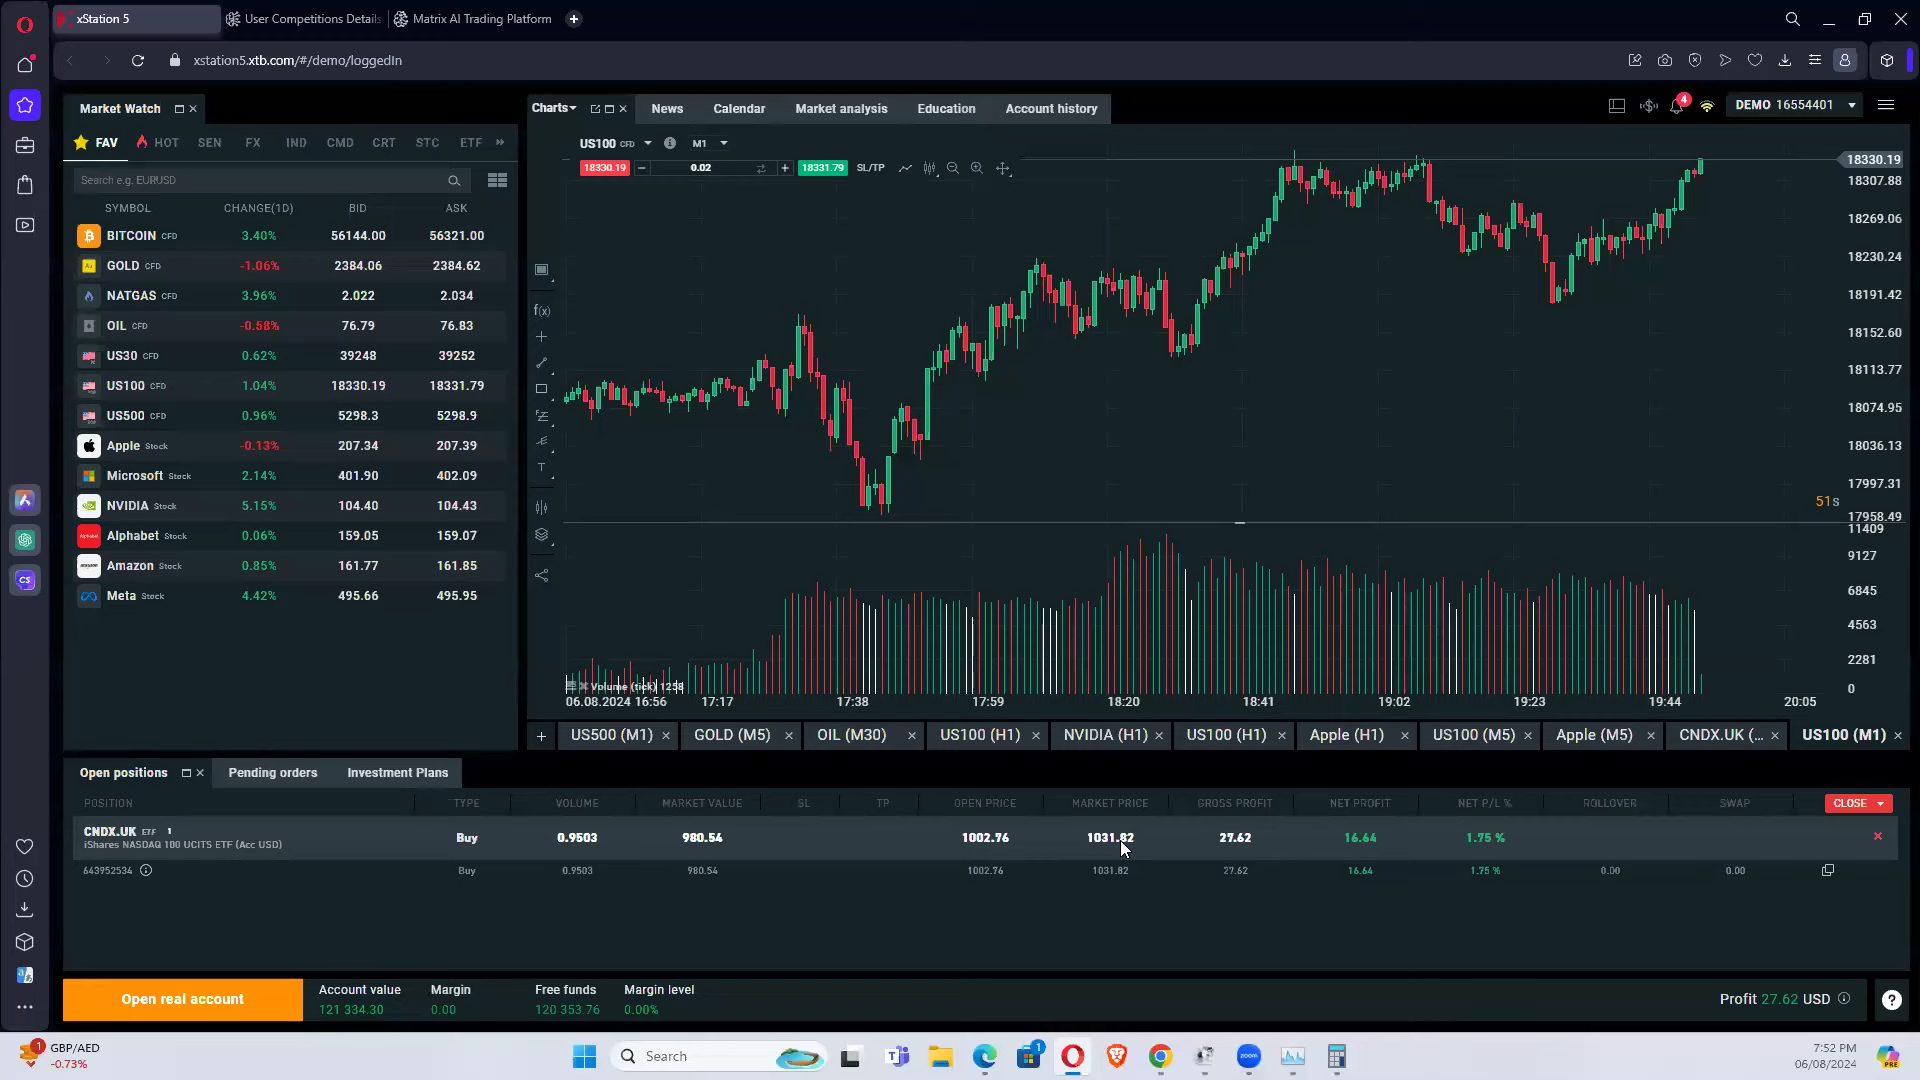 xStation 5
User Competitions Details
Matrix AI Trading Platform
xstation5.xtb.com/#/demo/loggedIn
Market Watch
Charts
News
Calendar
Market analysis
Education
Account history
4
DEMO 16554401
FAV HOT SEN FX IND CMD CRT STC ETF
US100 CFD
M1
18330.19
0.02
18331.79
SL/TP
Search e.g. EURUSD
SYMBOL CHANGE(1D) BID ASK
BITCOIN CFD 3.40% 56144.00 56321.00
GOLD CFD -1.06% 2384.06 2384.62
NATGAS CFD 3.96% 2.022 2.034
OIL CFD -0.58% 76.79 76.83
US30 CFD 0.62% 39248 39252
US100 CFD 1.04% 18330.19 18331.79
US500 CFD 0.96% 5298.3 5298.9
Apple Stock -0.13% 207.34 207.39
Microsoft Stock 2.14% 401.90 402.09
NVIDIA Stock 5.15% 104.40 104.43
Alphabet Stock 0.06% 159.05 159.07
Amazon Stock 0.85% 161.77 161.85
Meta Stock 4.42% 495.66 495.95
f(x)
T
18330.19
18307.88
18269.06
18230.24
18191.42
18152.60
18113.77
18074.95
18036.13
17997.31
51s
17958.49
11409
9127
6845
4563
2281
0
Volume (tick) 1258
06.08.2024 16:56 17:17 17:38 17:59 18:20 18:41 19:02 19:23 19:44 20:05
US500 (M1)
GOLD (M5)
OIL (M30)
US100 (H1)
NVIDIA (H1)
US100 (H1)
Apple (H1)
US100 (M5)
Apple (M5)
CNDX.UK (...
US100 (M1)
Open positions
Pending orders
Investment Plans
POSITION TYPE VOLUME MARKET VALUE SL TP OPEN PRICE MARKET PRICE GROSS PROFIT NET PROFIT NET P/L % ROLLOVER SWAP CLOSE
CNDX.UK ETF 1
iShares NASDAQ 100 UCITS ETF (Acc USD)
Buy 0.9503 980.54 1002.76 1031.82 27.62 16.64 1.75 %
643952534 Buy 0.9503 980.54 1002.76 1031.82 27.62 16.64 1.75 % 0.00 0.00
Open real account
Account value Margin Free funds Margin level
121 334.30 0.00 120 353.76 0.00%
Profit 27.62 USD
?
1
GBP/AED
-0.73%
Search
1
zoom
7:52 PM
06/08/2024
PRE
CS